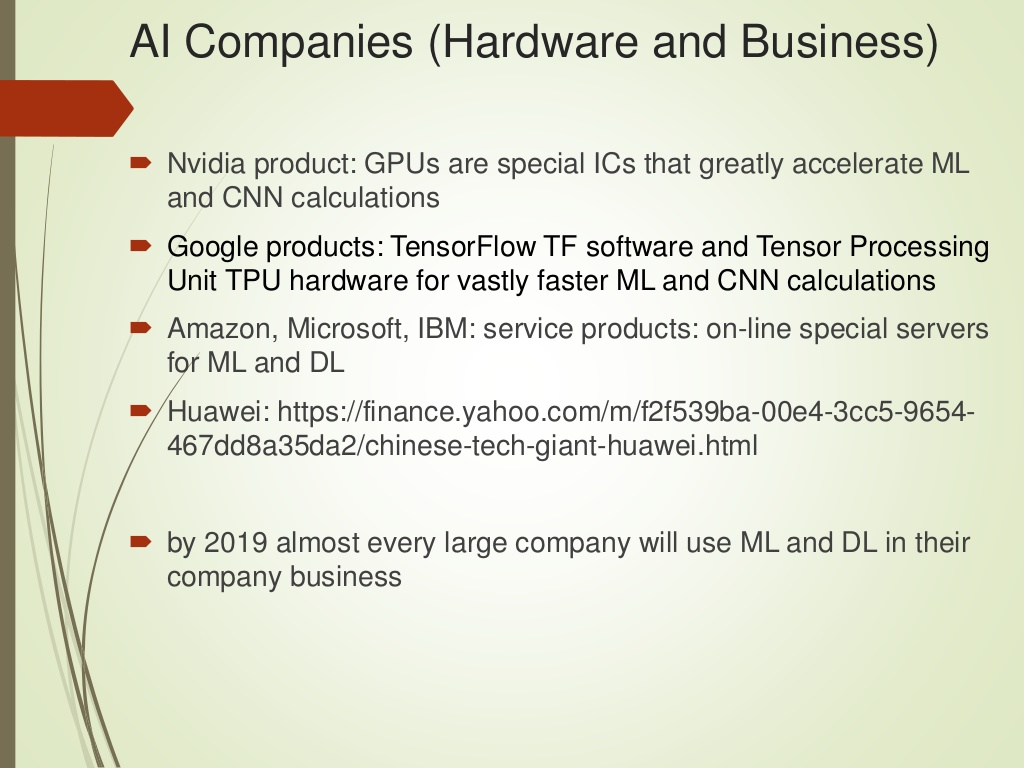 AI Companies (Hardware and Business)
Nvidia product: GPUs are special ICs that greatly accelerate ML
and CNN calculations
Google products: TensorFlow TF software and Tensor Processing
Unit TPU hardware for vastly faster ML and CNN calculations
Amazon, Microsoft, IBM: service products: on-line special servers
for ML and DL
Huawei: https://finance.yahoo.com/m/f2f539ba-00e4-3cc5-9654-
467dd8a35da2/chinese-tech-giant-huawei.html
by 2019 almost every large company will use ML and DL in their
company business